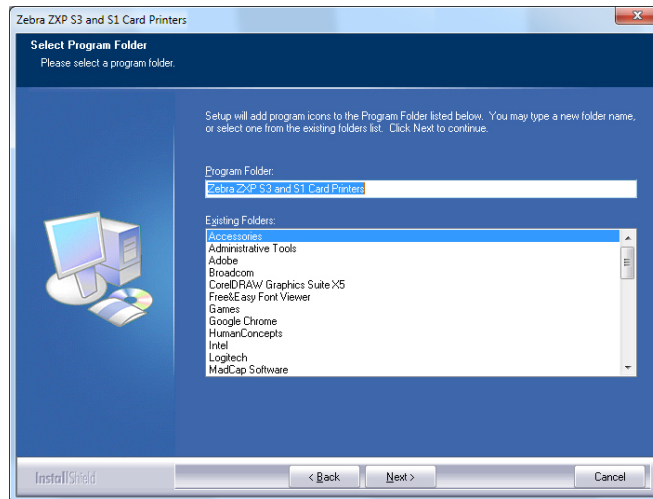 Zebra ZXP S3 and S1 Card Printers
Select Program Folder
Please select a program folder.
Setup will add program icons to the Program Folder listed below. You may type a new folder name,
or select one from the existing folders list. Click Next to continue.
Program Folder:
Zebra ZXP S3 and S1 Card Printers
Existing Folders:
Accessories
Administrative Tools
Adobe
Broadcom
CorelDRAW Graphics Suite X5
Free&Easy Font Viewer
Games
Google Chrome
HumanConcepts
Intel
Logitech
MadCap Software
InstallShield
< Back
Next >
Cancel